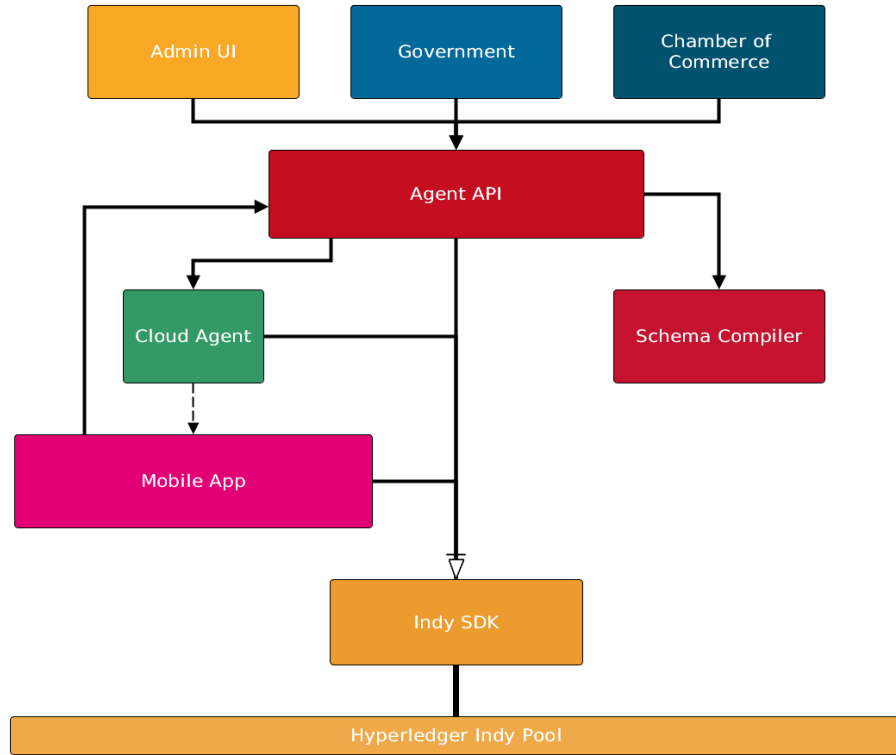 Admin UI
Government
Chamber of
Commerce
Agent API
Cloud Agent
Schema Compiler
Mobile App
Indy SDK
Hyperledger Indy Pool